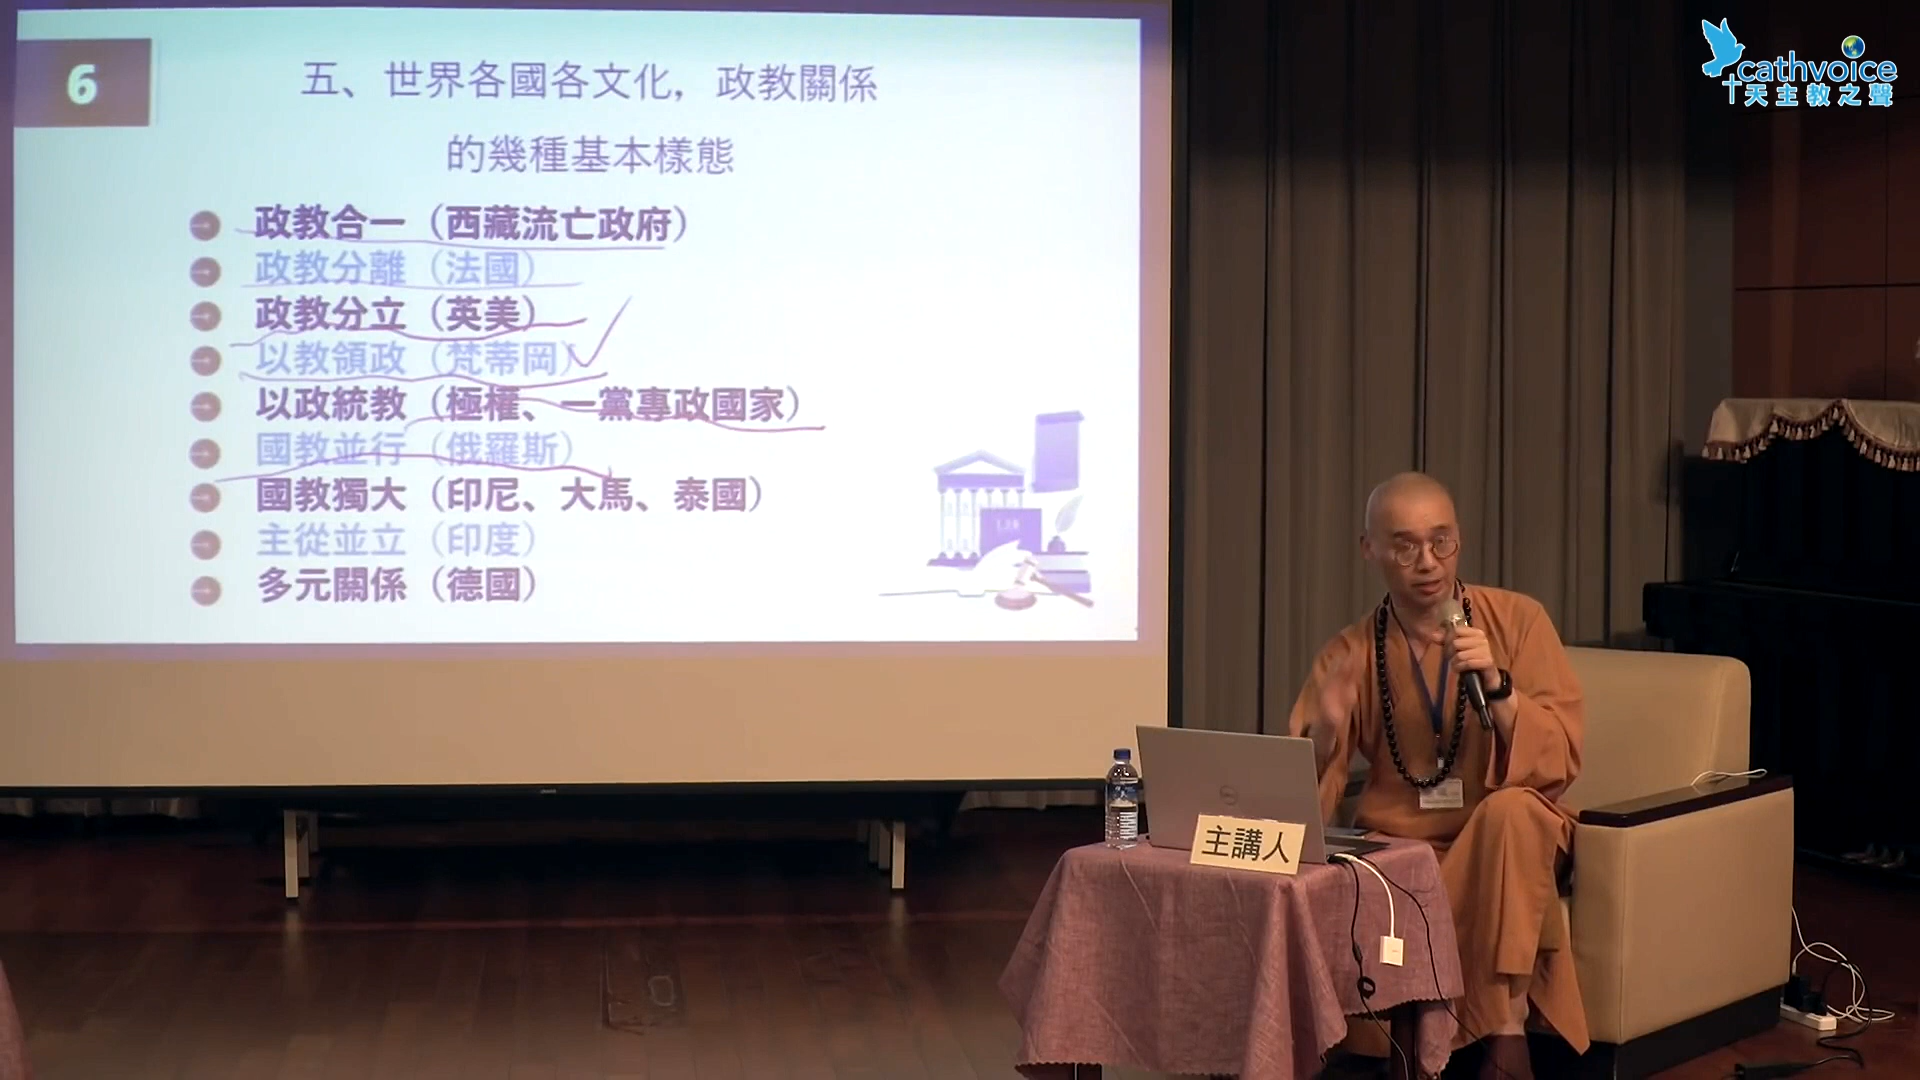 6
五、世界各國各文化，政教關係
的幾種基本樣態
政教合一（西藏流亡政府）
政教分離（法國）
政教分立（英美）
以教領政（梵蒂岡）
以政統教（極權、一黨專政國家）
國教並行（俄羅斯）
國教獨大（印尼、大馬、泰國）
主從並立（印度）
多元關係（德國）
cathvoice
天主教之聲
主講人
DELL